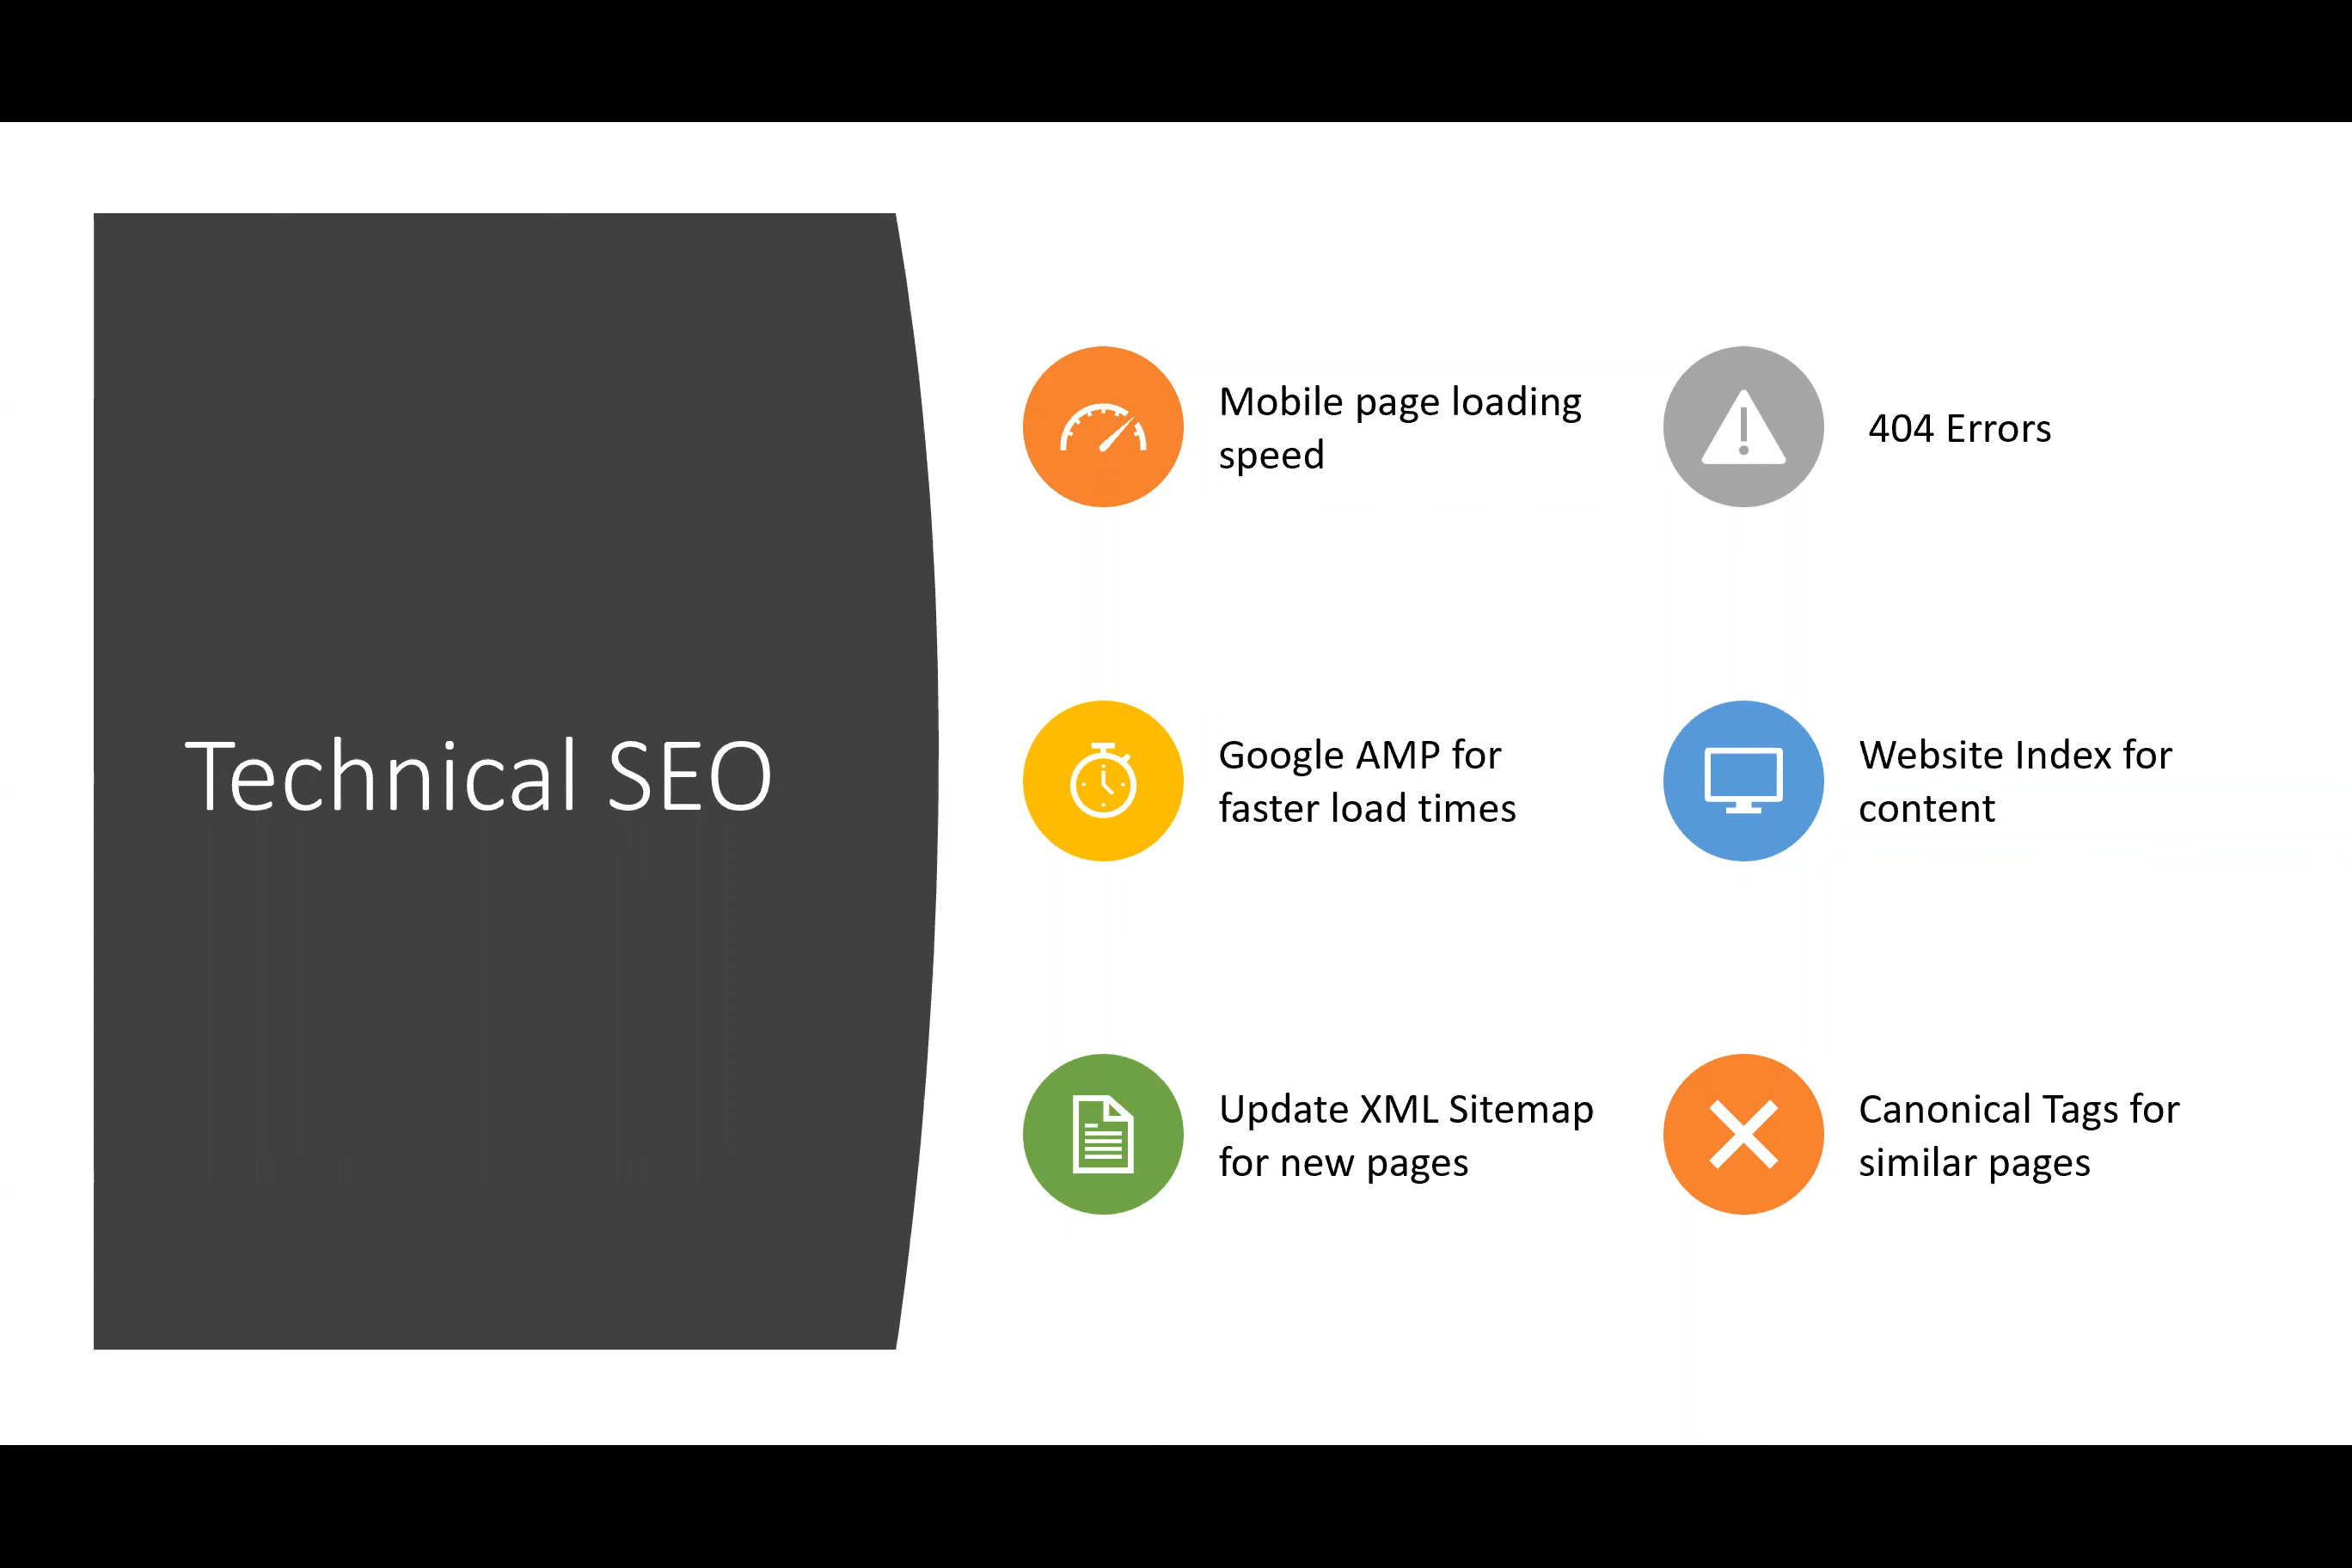 Technical SEO
Mobile page loading
speed
404 Errors
Google AMP for
faster load times
Website Index for
content
Update XML Sitemap
for new pages
Canonical Tags for
similar pages